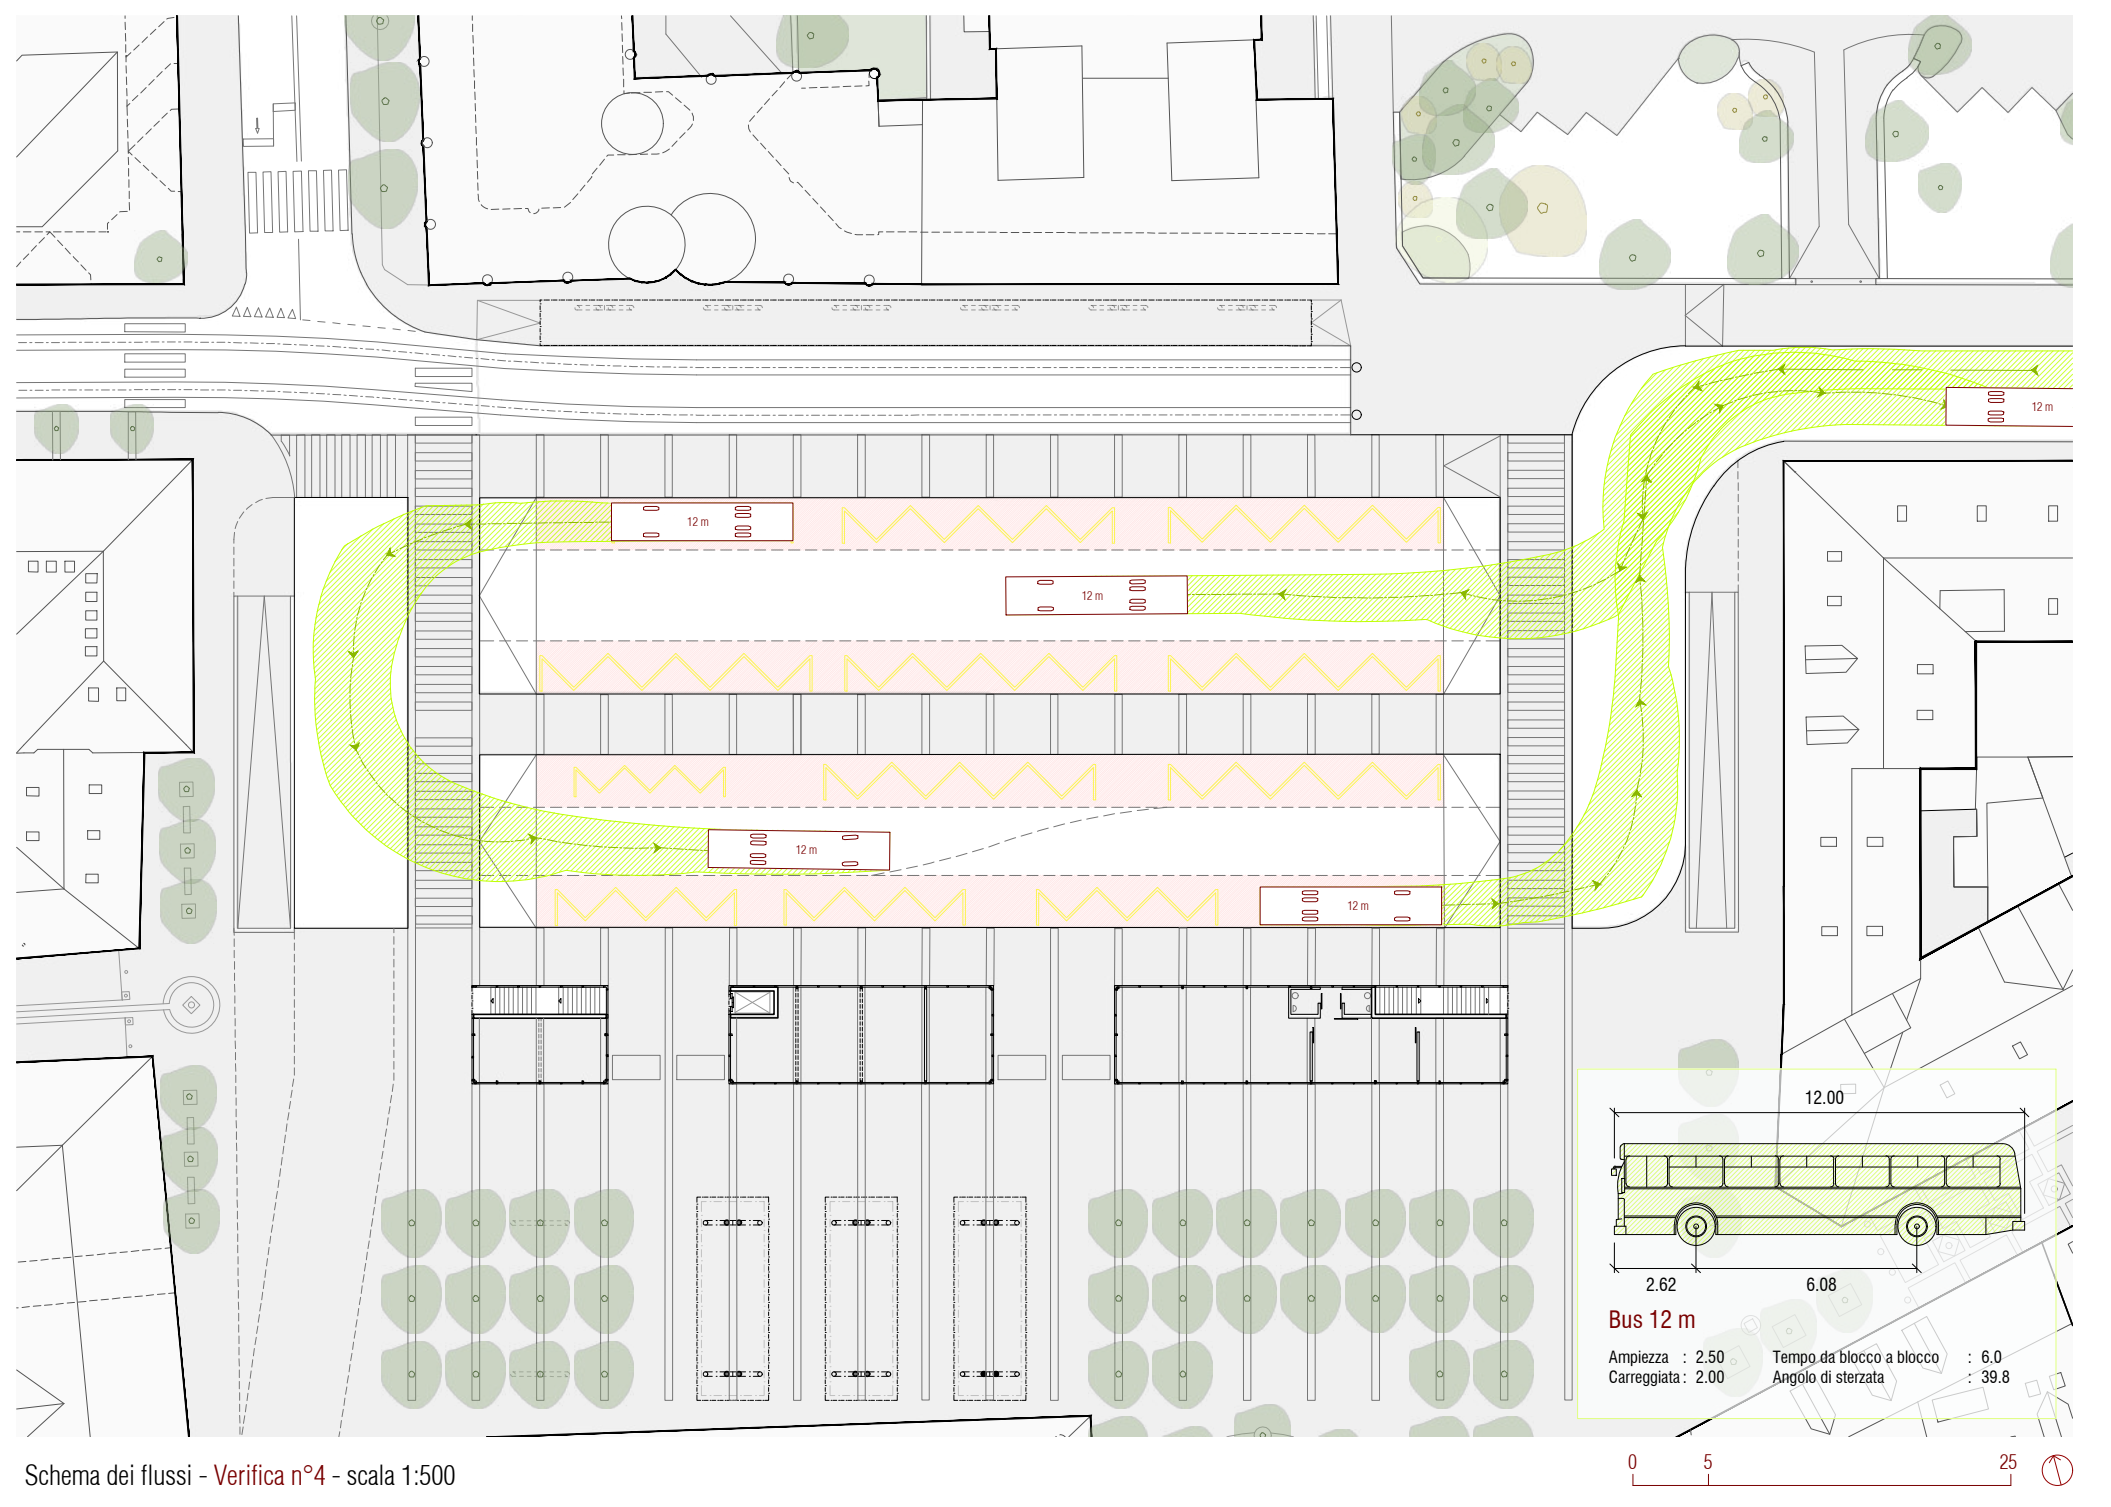 12 m
12 m
12 m
12 m
12 m
12.00
2.62 6.08
Bus 12 m
Ampiezza : 2.50 Tempo da blocco a blocco : 6.0
Carreggiata : 2.00 Angolo di sterzata : 39.8
Schema dei flussi - Verifica n°4 - scala 1:500
0 5 25